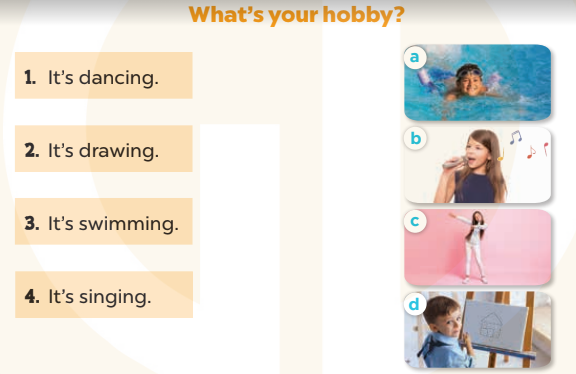 What's your hobby?
1. It's dancing.
a
2. It's drawing.
b
3. It's swimming.
c
4. It's singing.
d